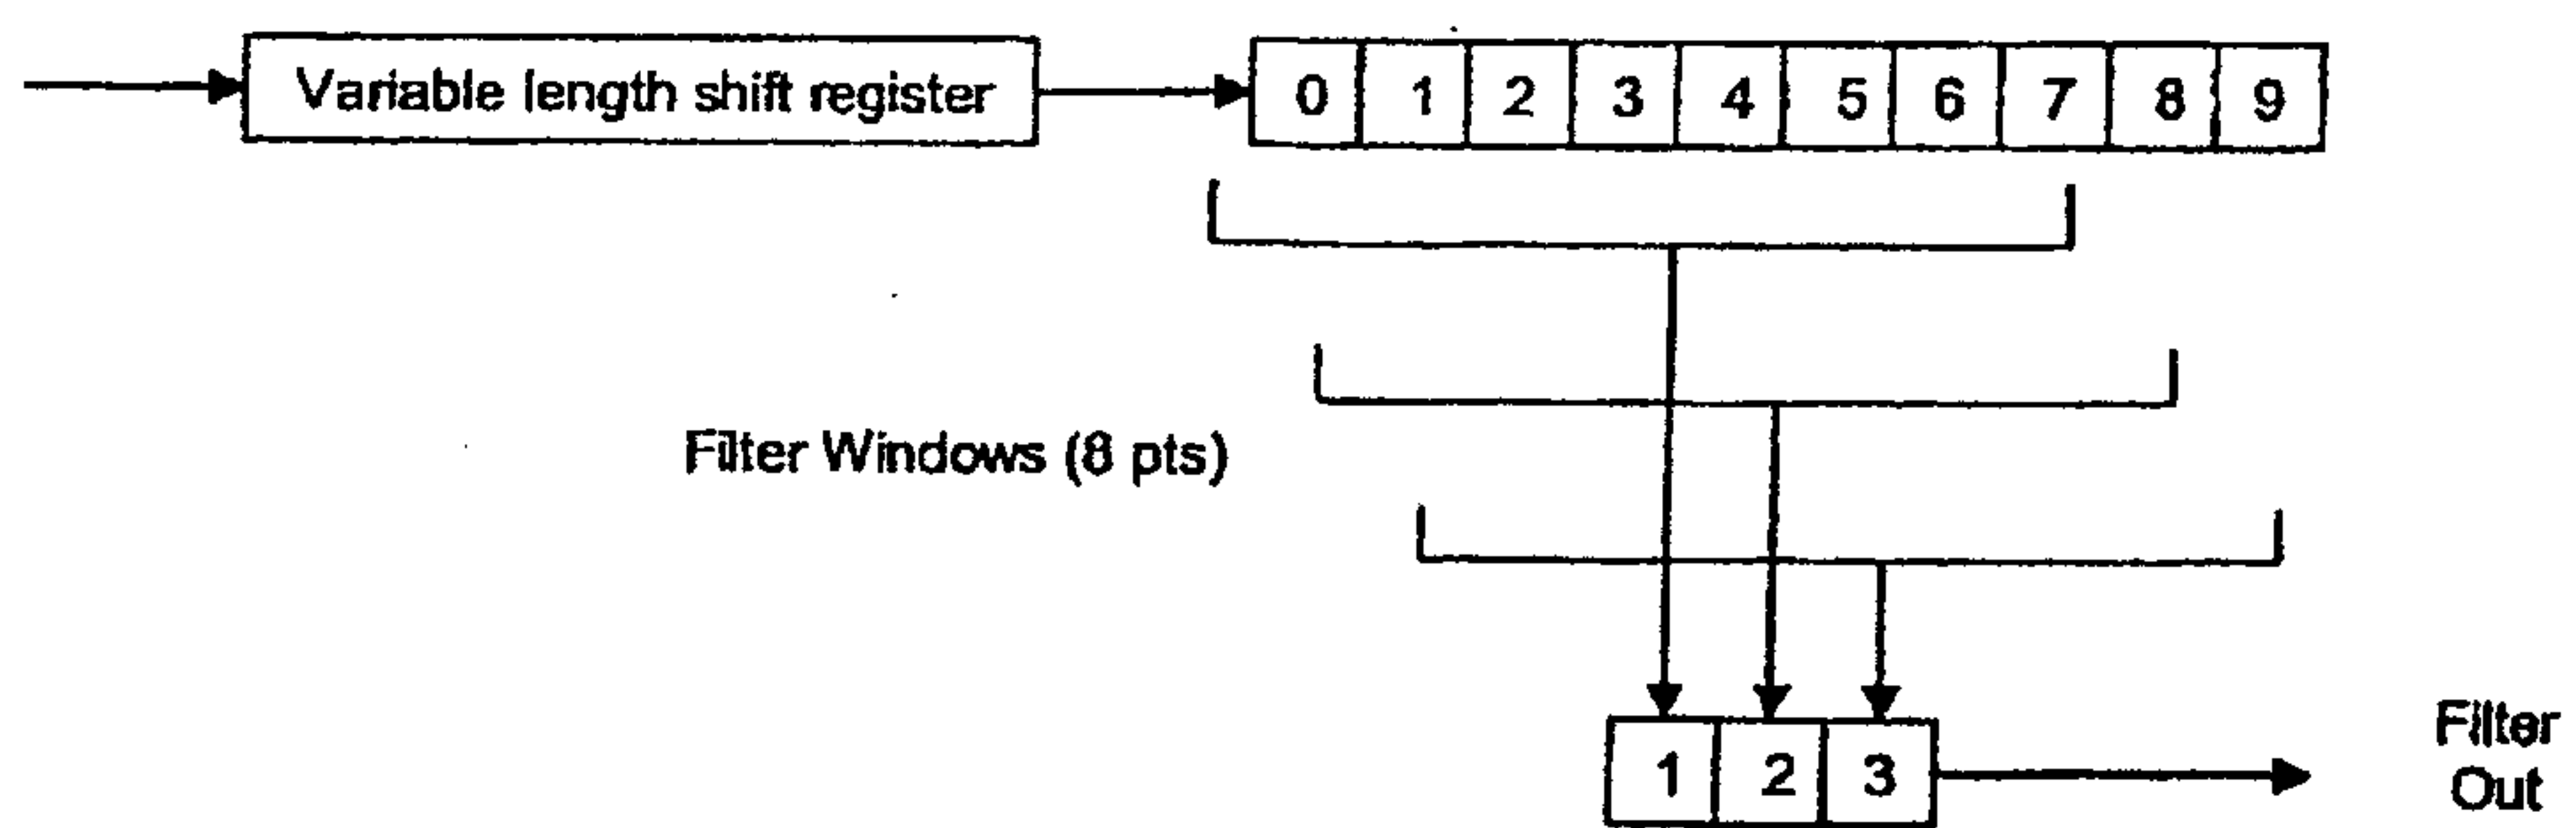 Variable length shift register
0 1 2 3 4 5 6 7 8 9
Filter Windows (8 pts)
1 2 3
Filter
Out